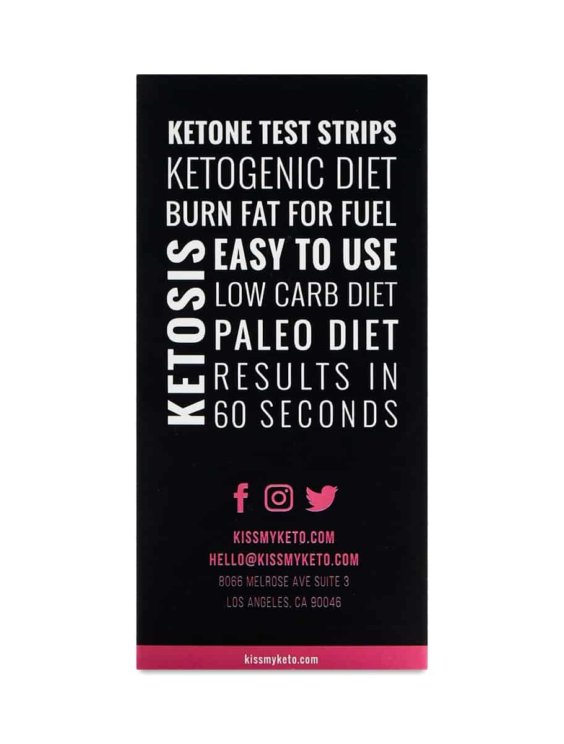 KETONE TEST STRIPS
KETOGENIC DIET
BURN FAT FOR FUEL
KETOSIS
EASY TO USE
LOW CARB DIET
PALEO DIET
RESULTS IN
60 SECONDS
KISSMYKETO.COM
HELLO@KISSMYKETO.COM
8066 MELROSE AVE SUITE 3
LOS ANGELES, CA 90046
kissmyketo.com